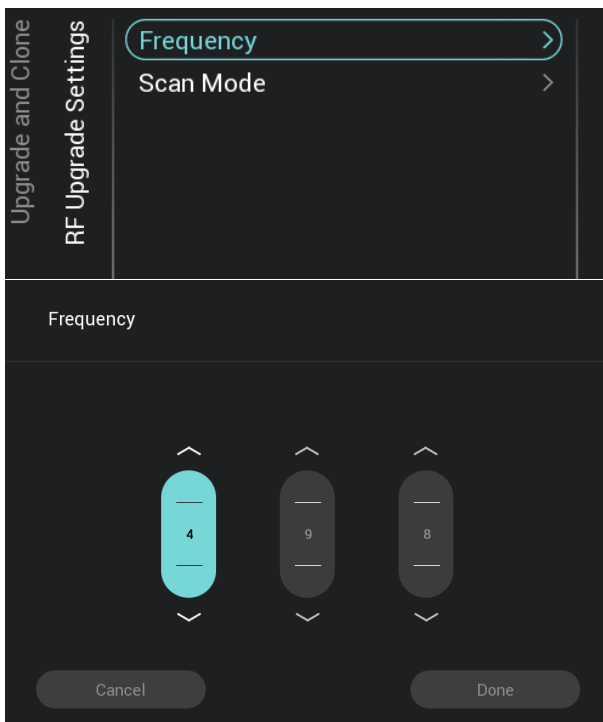 Upgrade and Clone
RF Upgrade Settings
Frequency
Scan Mode
Frequency
4 9 8
Cancel Done